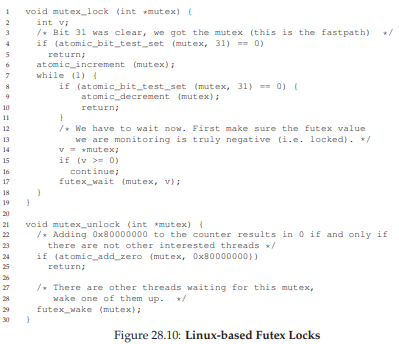 1 void mutex_lock (int *mutex) {
2 int v;
3 /* Bit 31 was clear, we got the mutex (this is the fastpath) */
4 if (atomic_bit_test_set (mutex, 31) == 0)
5 return;
6 atomic_increment (mutex);
7 while (1) {
8 if (atomic_bit_test_set (mutex, 31) == 0) {
9 atomic_decrement (mutex);
10 return;
11 }
12 /* We have to wait now. First make sure the futex value
13 we are monitoring is truly negative (i.e. locked). */
14 v = *mutex;
15 if (v >= 0)
16 continue;
17 futex_wait (mutex, v);
18 }
19 }
20
21 void mutex_unlock (int *mutex) {
22 /* Adding 0x80000000 to the counter results in 0 if and only if
23 there are not other interested threads */
24 if (atomic_add_zero (mutex, 0x80000000))
25 return;
26
27 /* There are other threads waiting for this mutex,
28 wake one of them up. */
29 futex_wake (mutex);
30 }
Figure 28.10: Linux-based Futex Locks